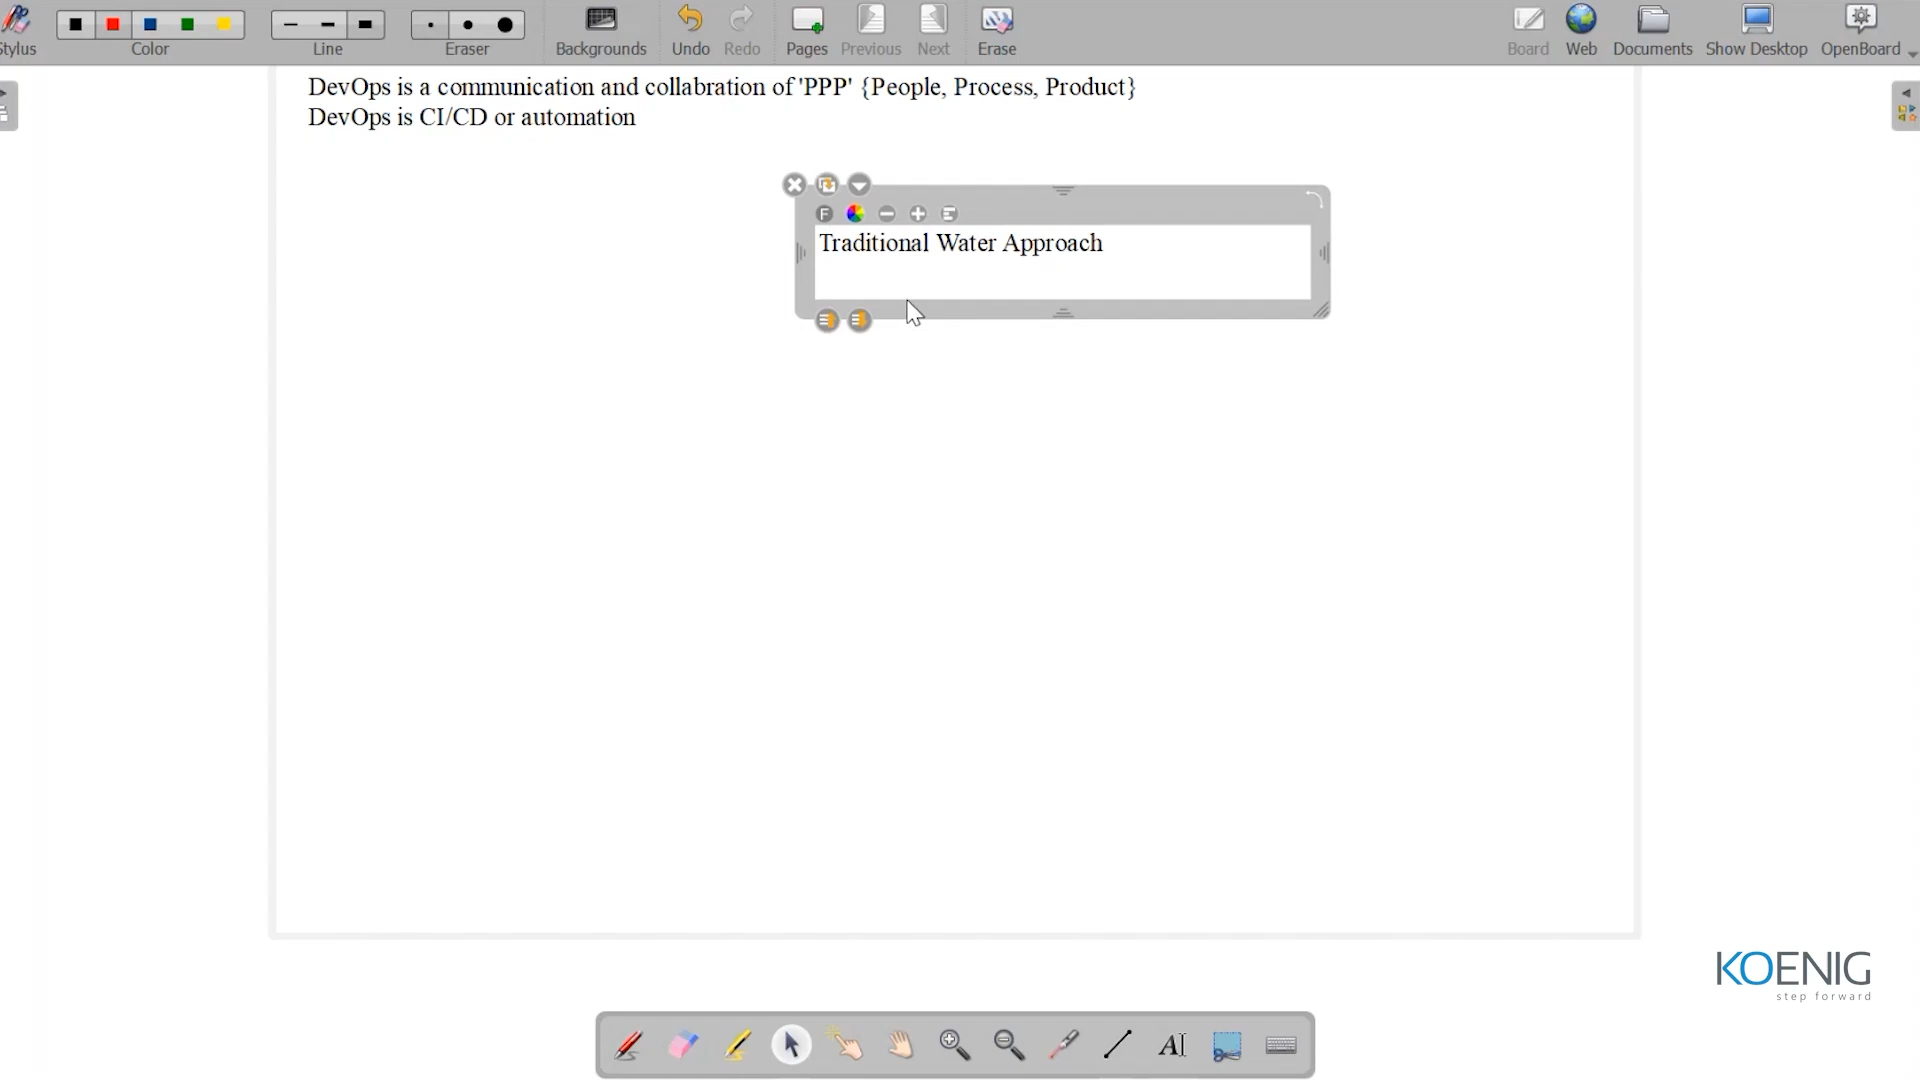 Stylus
Color
Line
Eraser
Backgrounds
Undo
Redo
Pages
Previous
Next
Erase
Board
Web
Documents
Show Desktop
OpenBoard
DevOps is a communication and collabration of 'PPP' {People, Process, Product}
DevOps is CI/CD or automation
F
Traditional Water Approach
KOENIG
step forward
AI